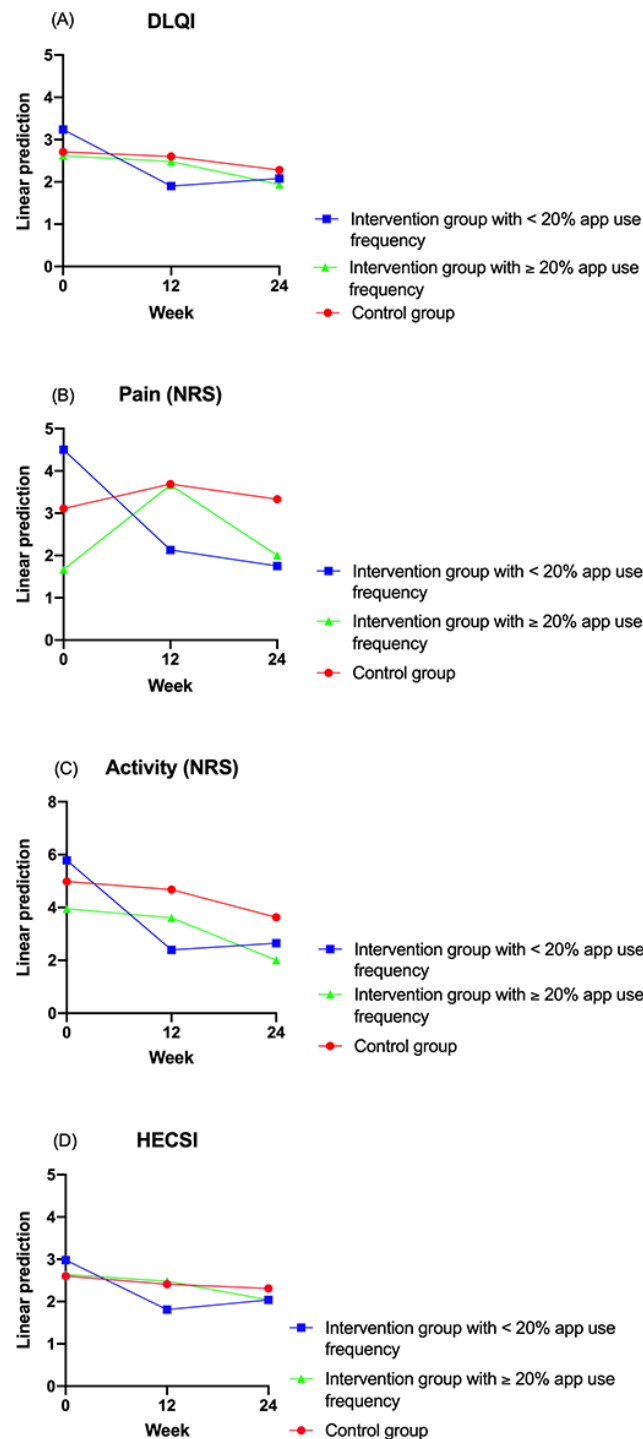 (A) DLQI
5
4
3
2
1
0
Linear prediction
0 12 24
Week
Intervention group with < 20% app use
frequency
Intervention group with ≥ 20% app use
frequency
Control group
(B) Pain (NRS)
5
4
3
2
1
0
Linear prediction
0 12 24
Week
Intervention group with < 20% app use
frequency
Intervention group with ≥ 20% app use
frequency
Control group
(C) Activity (NRS)
8
6
4
2
0
Linear prediction
0 12 24
Week
Intervention group with < 20% app use
frequency
Intervention group with ≥ 20% app use
frequency
Control group
(D) HECSI
5
4
3
2
1
0
Linear prediction
0 12 24
Week
Intervention group with < 20% app use
frequency
Intervention group with ≥ 20% app use
frequency
Control group